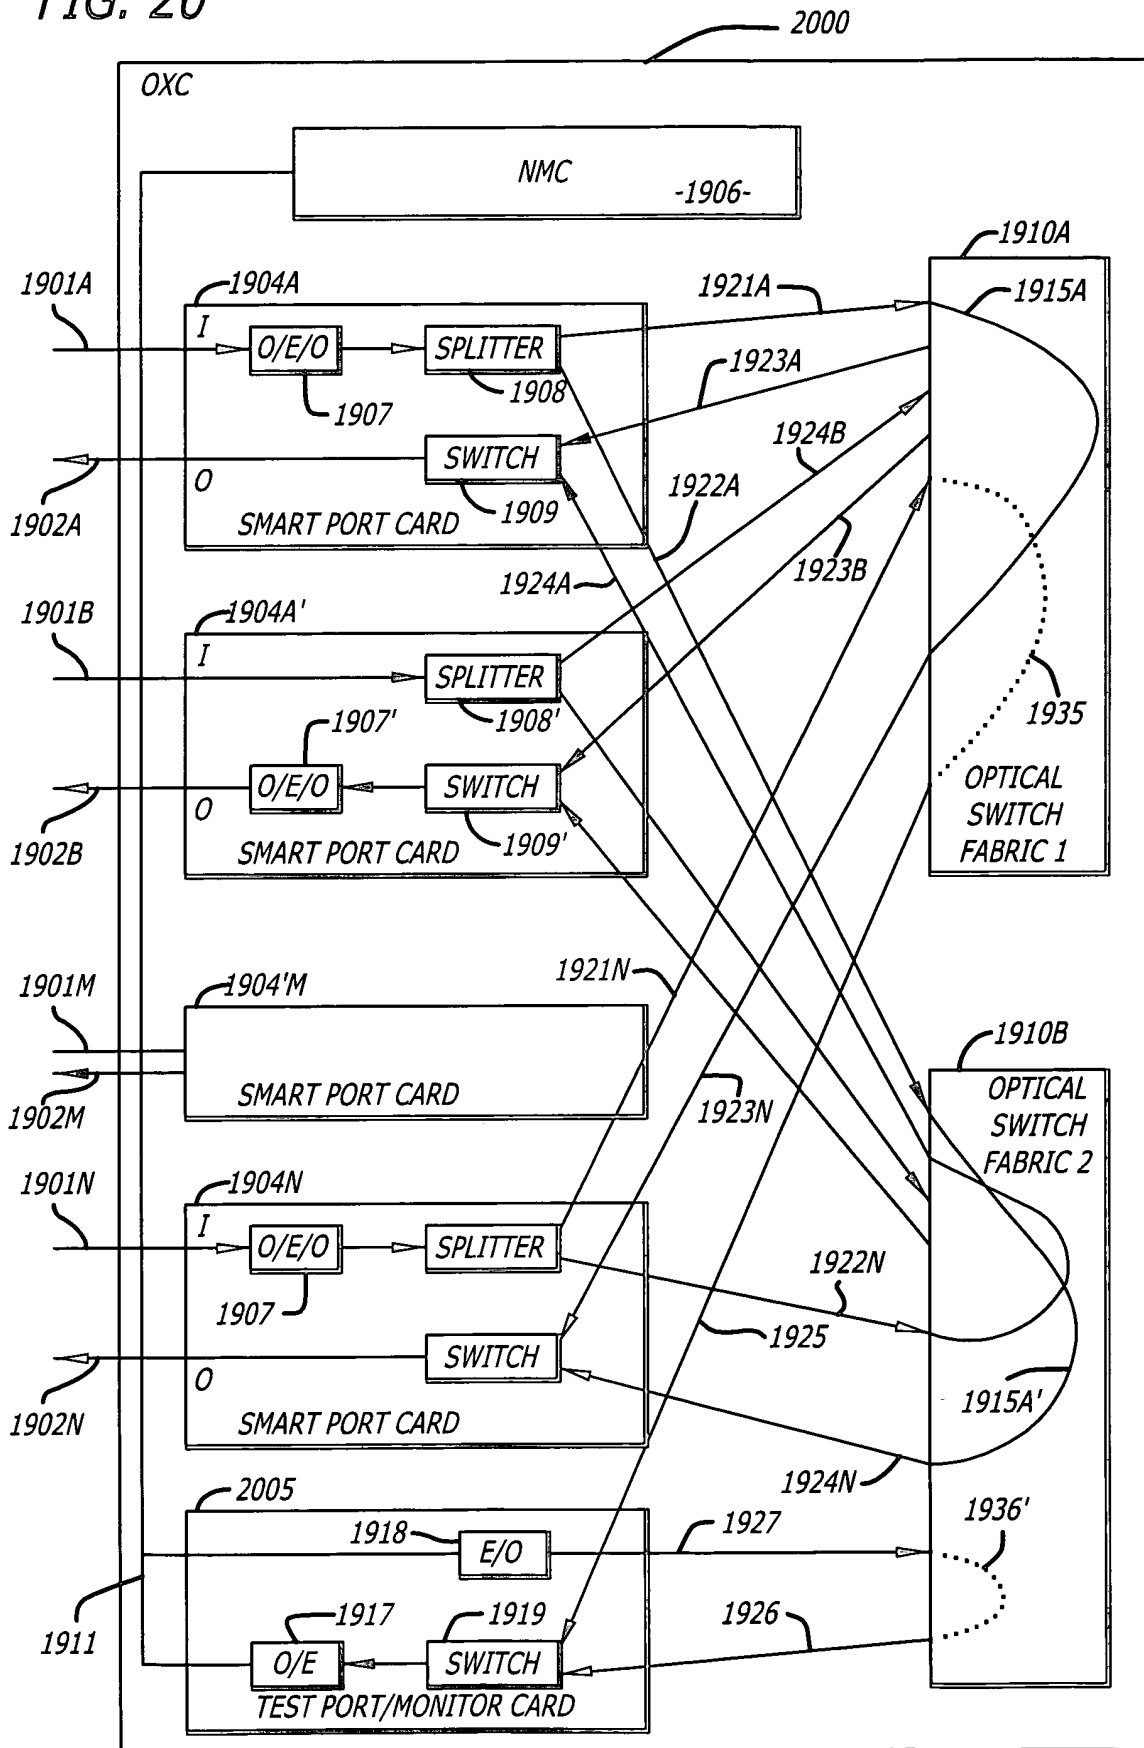 FIG. 20
2000
OXC
NMC
-1906-
1910A
1901A
1904A
1921A
1915A
I
O/E/O
SPLITTER
1908
1923A
1907
1924B
SWITCH
O
1909
1922A
1902A
SMART PORT CARD
1924A
1923B
1901B
1904A'
I
SPLITTER
1908'
1907'
1935
O/E/O
SWITCH
O
1909'
1902B
SMART PORT CARD
OPTICAL
SWITCH
FABRIC 1
1921N
1901M
1904'M
1910B
SMART PORT CARD
1902M
1923N
OPTICAL
SWITCH
FABRIC 2
1901N
1904N
I
O/E/O
SPLITTER
1922N
1907
1925
SWITCH
O
1915A'
1902N
SMART PORT CARD
1924N
2005
1918
1927
1936'
E/O
1917
1919
1926
1911
O/E
SWITCH
TEST PORT/MONITOR CARD